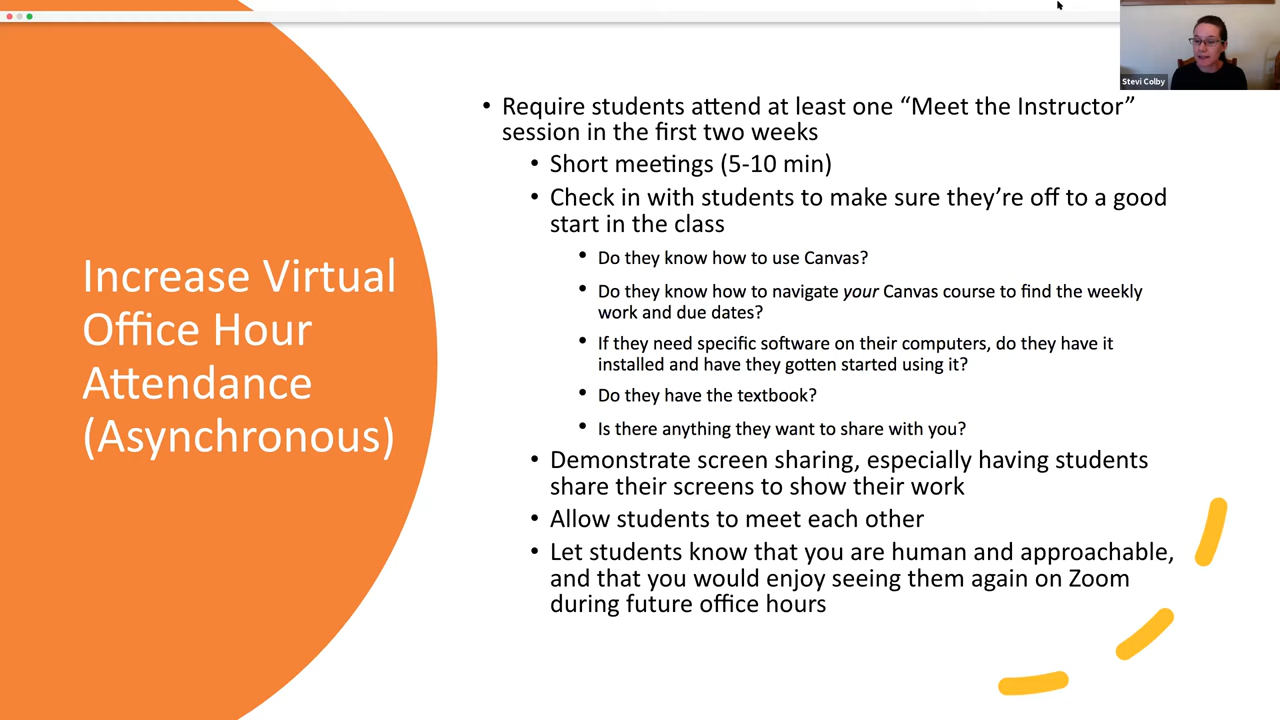 Stevi Colby
Increase Virtual
Office Hour
Attendance
(Asynchronous)
• Require students attend at least one “Meet the Instructor”
session in the first two weeks
• Short meetings (5-10 min)
• Check in with students to make sure they’re off to a good
start in the class
• Do they know how to use Canvas?
• Do they know how to navigate your Canvas course to find the weekly
work and due dates?
• If they need specific software on their computers, do they have it
installed and have they gotten started using it?
• Do they have the textbook?
• Is there anything they want to share with you?
• Demonstrate screen sharing, especially having students
share their screens to show their work
• Allow students to meet each other
• Let students know that you are human and approachable,
and that you would enjoy seeing them again on Zoom
during future office hours